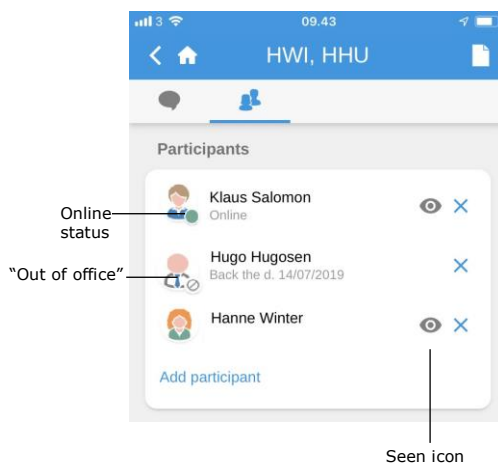 3 09.43
HWI, HHU
Participants
Klaus Salomon
Online
Online
status
Hugo Hugosen
Back the d. 14/07/2019
“Out of office”
Hanne Winter
Add participant
Seen icon